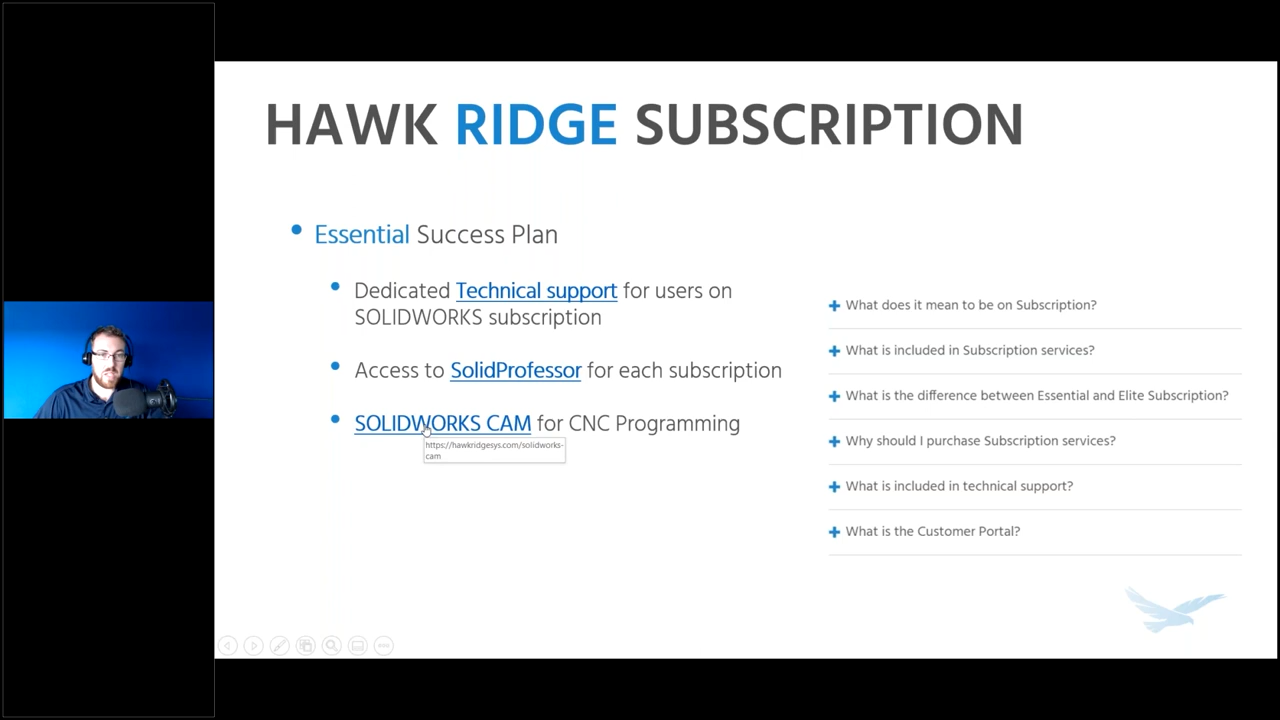 HAWK RIDGE SUBSCRIPTION
Essential Success Plan
Dedicated Technical support for users on
SOLIDWORKS subscription
Access to SolidProfessor for each subscription
SOLIDWORKS CAM for CNC Programming
https://hawkridgesys.com/solidworks-
cam
What does it mean to be on Subscription?
What is included in Subscription services?
What is the difference between Essential and Elite Subscription?
Why should I purchase Subscription services?
What is included in technical support?
What is the Customer Portal?